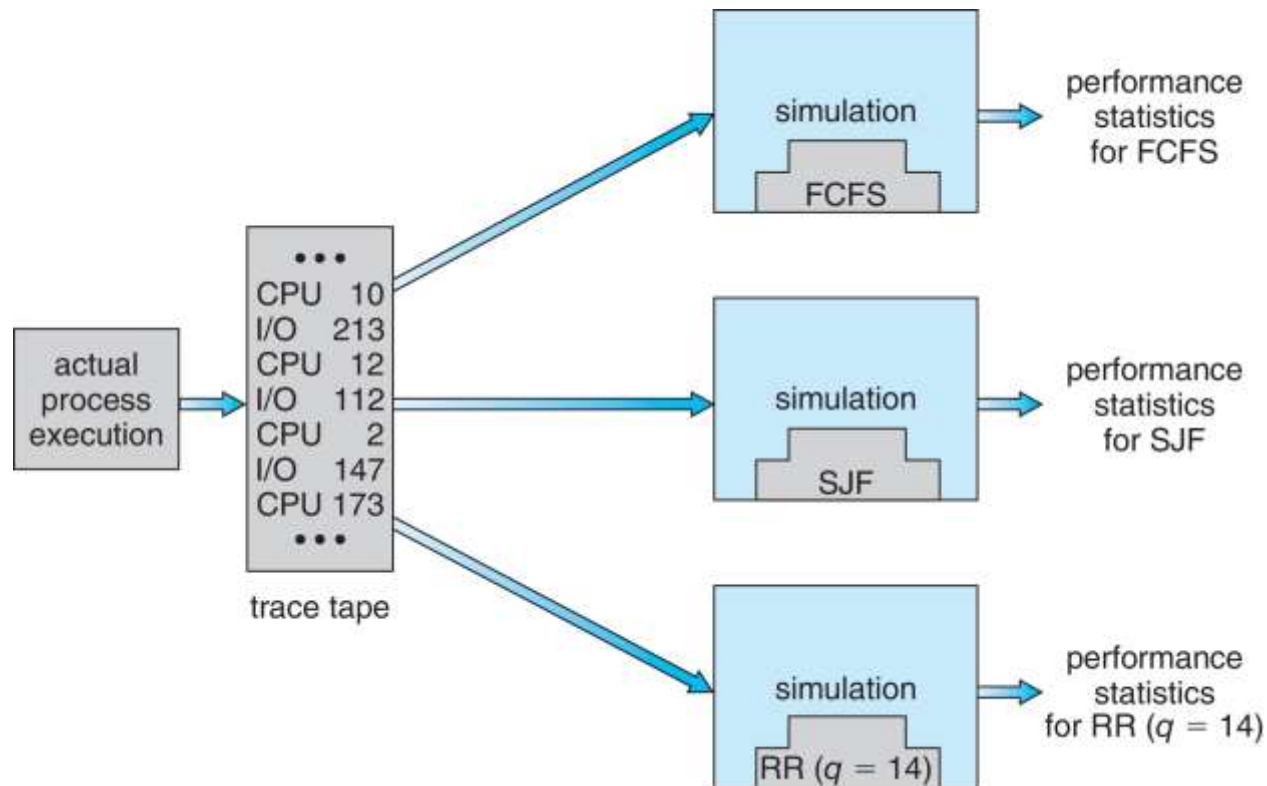 actual
process
execution
•••
CPU 10
I/O 213
CPU 12
I/O 112
CPU 2
I/O 147
CPU 173
•••
trace tape
simulation
FCFS
performance
statistics
for FCFS
simulation
SJF
performance
statistics
for SJF
simulation
RR (q = 14)
performance
statistics
for RR (q = 14)